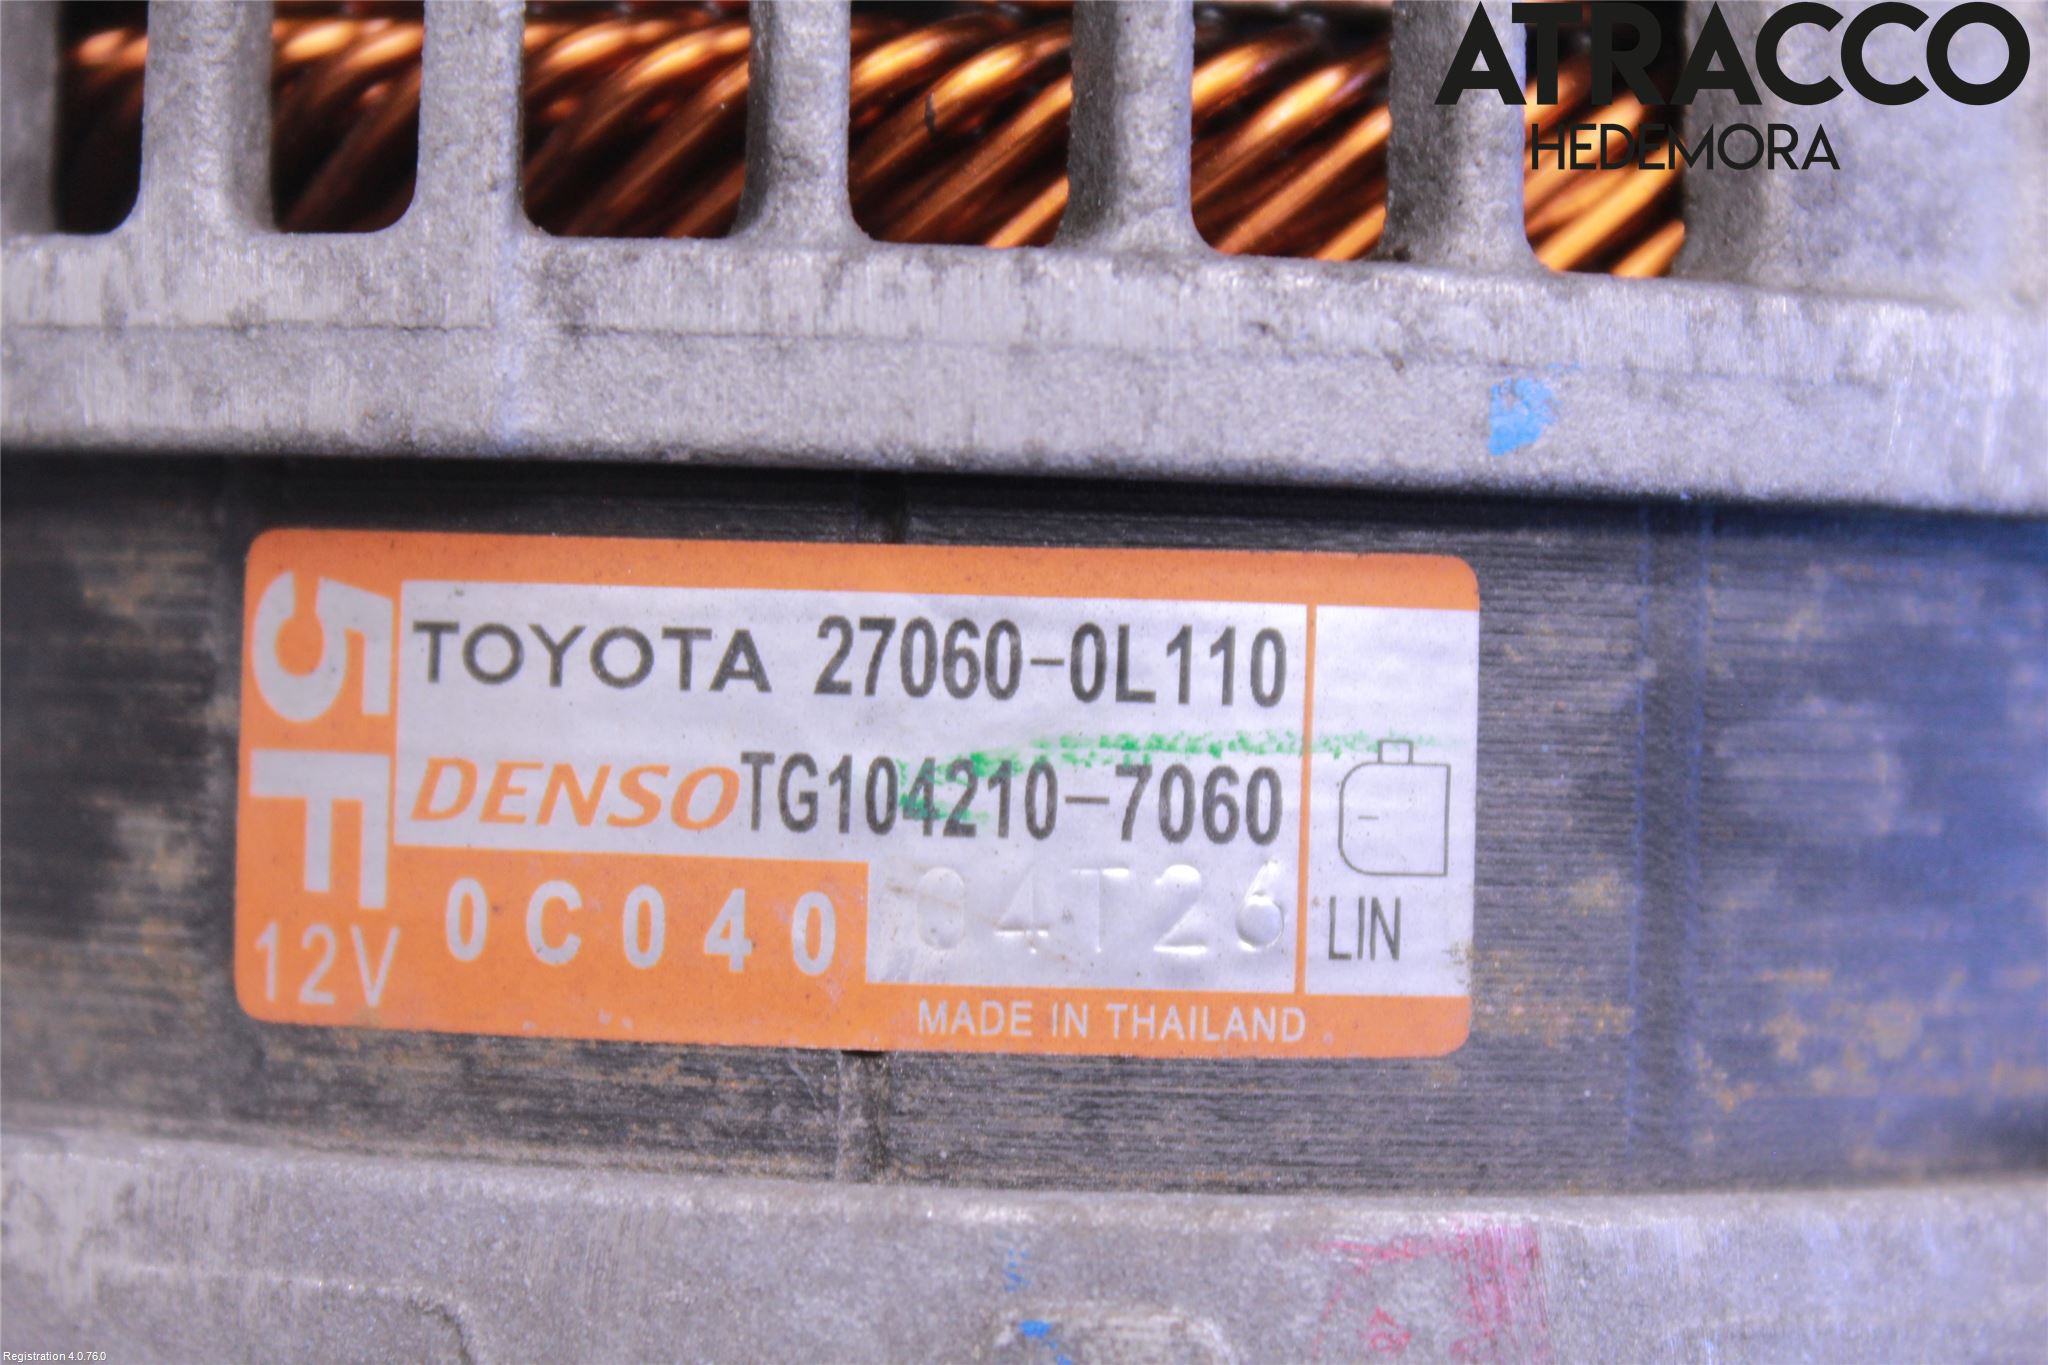 ATRACCO
HEDEMORA
5F
TOYOTA 27060-0L110
DENSO TG104210-7060
0C040
04T26
12V
LIN
MADE IN THAILAND
Registration 4.0.76.0